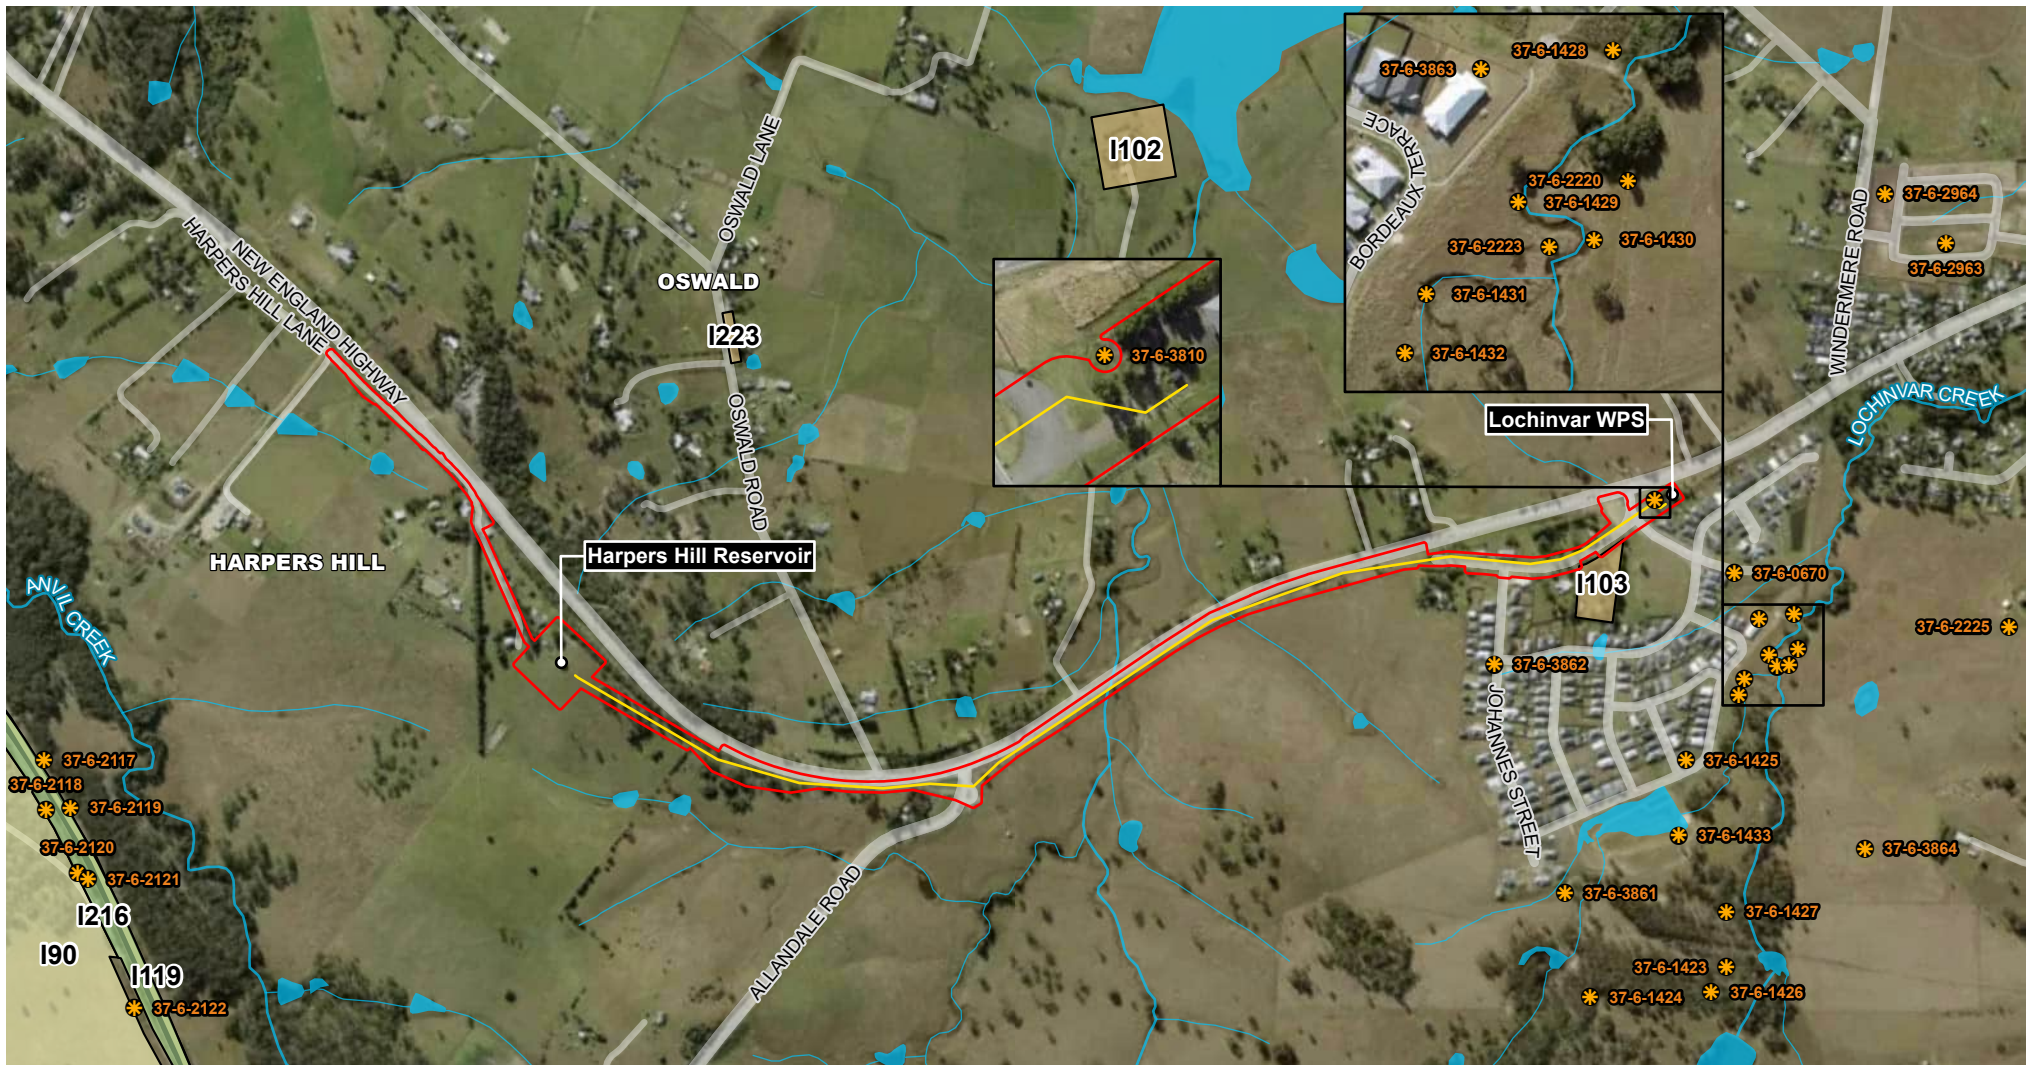 37-6-1428
37-6-3863
BORDEAUX TERRACE
37-6-2220
37-6-1429
37-6-2223
37-6-1430
37-6-1431
37-6-1432
I102
OSWALD LANE
NEW ENGLAND HIGHWAY
HARPERS HILL LANE
OSWALD
I223
OSWALD ROAD
37-6-3810
WINDERMERE ROAD
37-6-2964
37-6-2963
LOCHINVAR CREEK
Lochinvar WPS
HARPERS HILL
Harpers Hill Reservoir
ANVIL CREEK
I103
37-6-0670
37-6-2225
37-6-3862
JOHANNES STREET
37-6-1425
37-6-1433
37-6-3864
37-6-3861
37-6-1427
37-6-1423
37-6-1424
37-6-1426
ALLANDALE ROAD
37-6-2117
37-6-2118
37-6-2119
37-6-2120
37-6-2121
I216
I90
I119
37-6-2122